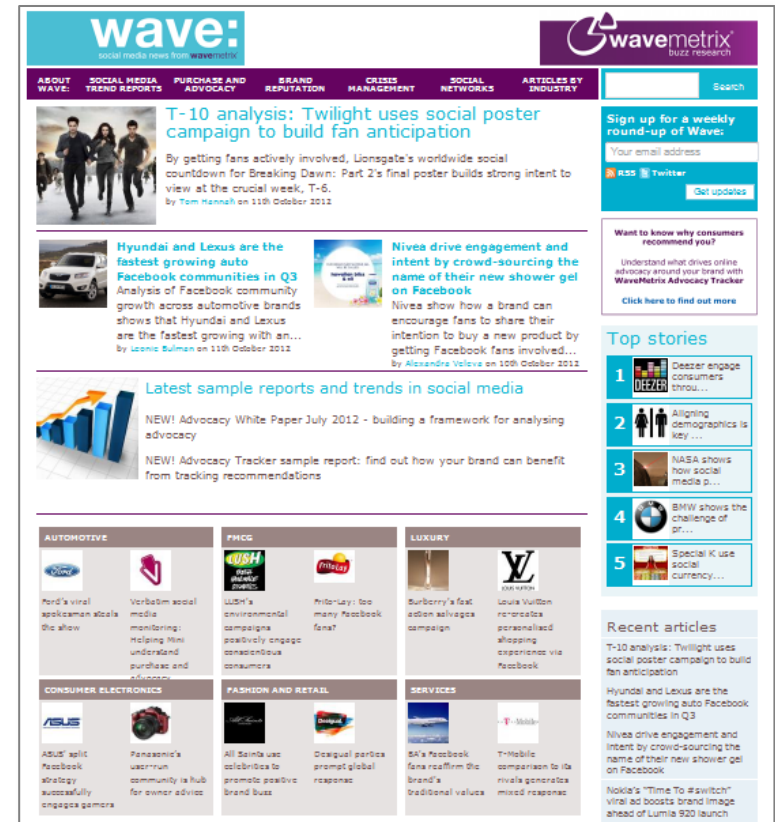 wave:
social media news from wavemetrix
wavemetrix
buzz research
ABOUT WAVE:
SOCIAL MEDIA TREND REPORTS
PURCHASE AND ADVOCACY
BRAND REPUTATION
CRISIS MANAGEMENT
SOCIAL NETWORKS
ARTICLES BY INDUSTRY
Search
T-10 analysis: Twilight uses social poster
campaign to build fan anticipation
By getting fans actively involved, Lionsgate's worldwide social
countdown for Breaking Dawn: Part 2's final poster builds strong intent to
view at the crucial week, T-6.
by Tom Hannah on 11th October 2012
Hyundai and Lexus are the
fastest growing auto
Facebook communities in Q3
Analysis of Facebook community
growth across automotive brands
shows that Hyundai and Lexus
are the fastest growing with an...
by Leonie Bulman on 11th October 2012
Nivea drive engagement and
intent by crowd-sourcing the
name of their new shower gel
on Facebook
Nivea show how a brand can
encourage fans to share their
intention to buy a new product by
getting Facebook fans involved...
by Alexandra Veleva on 10th October 2012
Latest sample reports and trends in social media
NEW! Advocacy White Paper July 2012 - building a framework for analysing
advocacy
NEW! Advocacy Tracker sample report: find out how your brand can benefit
from tracking recommendations
AUTOMOTIVE
Ford
Ford's viral
spokesman steals
the show
Verbatim social
media
monitoring:
Helping Mini
understand
purchase and
advocacy
FMCG
LUSH
LUSH's
environmental
campaigns
positively engage
conscientious
consumers
Frito Lay
Frito-Lay: too
many Facebook
fans?
LUXURY
Burberry's fast
action salvages
campaign
LOUIS VUITTON
Louis Vuitton
re-creates
personalised
shopping
experience via
Facebook
CONSUMER ELECTRONICS
ASUS
ASUS' split
Facebook
strategy
successfully
engages gamers
Panasonic's
user-run
community is hub
for owner advice
FASHION AND RETAIL
All Saints
All Saints use
celebrities to
promote positive
brand buzz
Desigual
Desigual parties
prompt global
response
SERVICES
BA's Facebook
fans reaffirm the
brand's
traditional values
T-Mobile
T-Mobile
comparison to its
rivals generates
mixed response
Sign up for a weekly
round-up of Wave:
Your email address
RSS Twitter
Get updates
Want to know why consumers
recommend you?
Understand what drives online
advocacy around your brand with
WaveMetrix Advocacy Tracker
Click here to find out more
Top stories
1
DEEZER
Deezer engage
consumers
throu...
2
Aligning
demographics is
key ...
3
NASA shows
how social
media p...
4
BMW shows the
challenge of
pr...
5
Special K use
social
currency...
Recent articles
T-10 analysis: Twilight uses
social poster campaign to build
fan anticipation
Hyundai and Lexus are the
fastest growing auto Facebook
communities in Q3
Nivea drive engagement and
intent by crowd-sourcing the
name of their new shower gel
on Facebook
Nokia's "Time To #switch"
viral ad boosts brand image
ahead of Lumia 920 launch